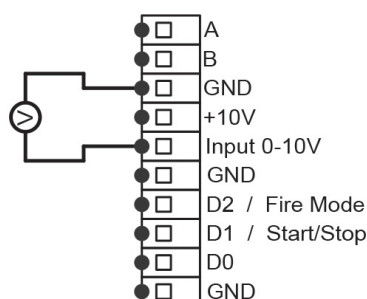 A
B
GND
+10V
V
Input 0-10V
GND
D2 / Fire Mode
D1 / Start/Stop
D0
GND